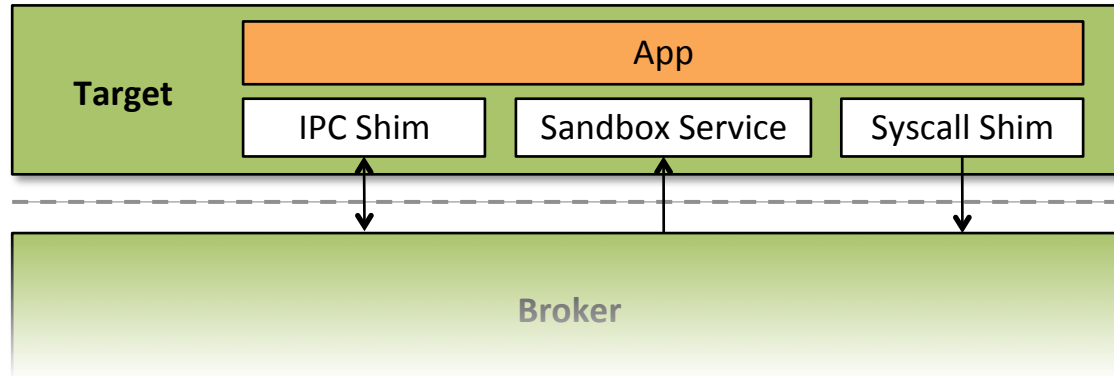 App
Target
IPC Shim
Sandbox Service
Syscall Shim
Broker